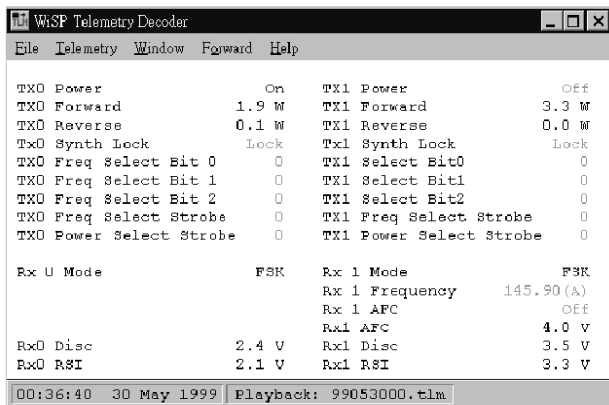 WiSP Telemetry Decoder
File Telemetry Window Forward Help
TX0 Power On TX1 Power Off
TX0 Forward 1.9 W TX1 Forward 3.3 W
TX0 Reverse 0.1 W TX1 Reverse 0.0 W
Tx0 Synth Lock Lock Tx1 Synth Lock Lock
TX0 Freq Select Bit 0 0 TX1 Select Bit0 0
TX0 Freq Select Bit 1 0 TX1 Select Bit1 0
TX0 Freq Select Bit 2 0 TX1 Select Bit2 0
TX0 Freq Select Strobe 0 TX1 Freq Select Strobe 0
TX0 Power Select Strobe 0 TX1 Power Select Strobe 0
Rx U Mode FSK Rx 1 Mode FSK
Rx 1 Frequency 145.90(A)
Rx 1 AFC Off
Rx1 AFC 4.0 V
Rx0 Disc 2.4 V Rx1 Disc 3.5 V
Rx0 RSI 2.1 V Rx1 RSI 3.3 V
00:36:40 30 May 1999 Playback: 99053000.tlm